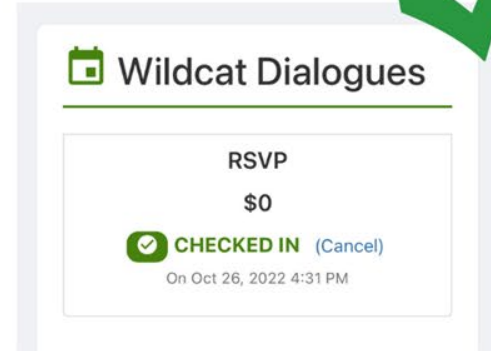 Wildcat Dialogues
RSVP
$0
CHECKED IN (Cancel)
On Oct 26, 2022 4:31 PM